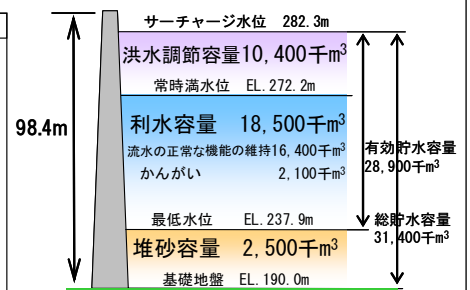 サーチャージ水位 282.3m
洪水調節容量10,400千m³
常時満水位 EL.272.2m
98.4m
利水容量 18,500千m³
流水の正常な機能の維持16,400千m³
かんがい 2,100千m³
有効貯水容量
28,900千m³
最低水位 EL.237.9m
総貯水容量
31,400千m³
堆砂容量 2,500千m³
基礎地盤 EL.190.0m